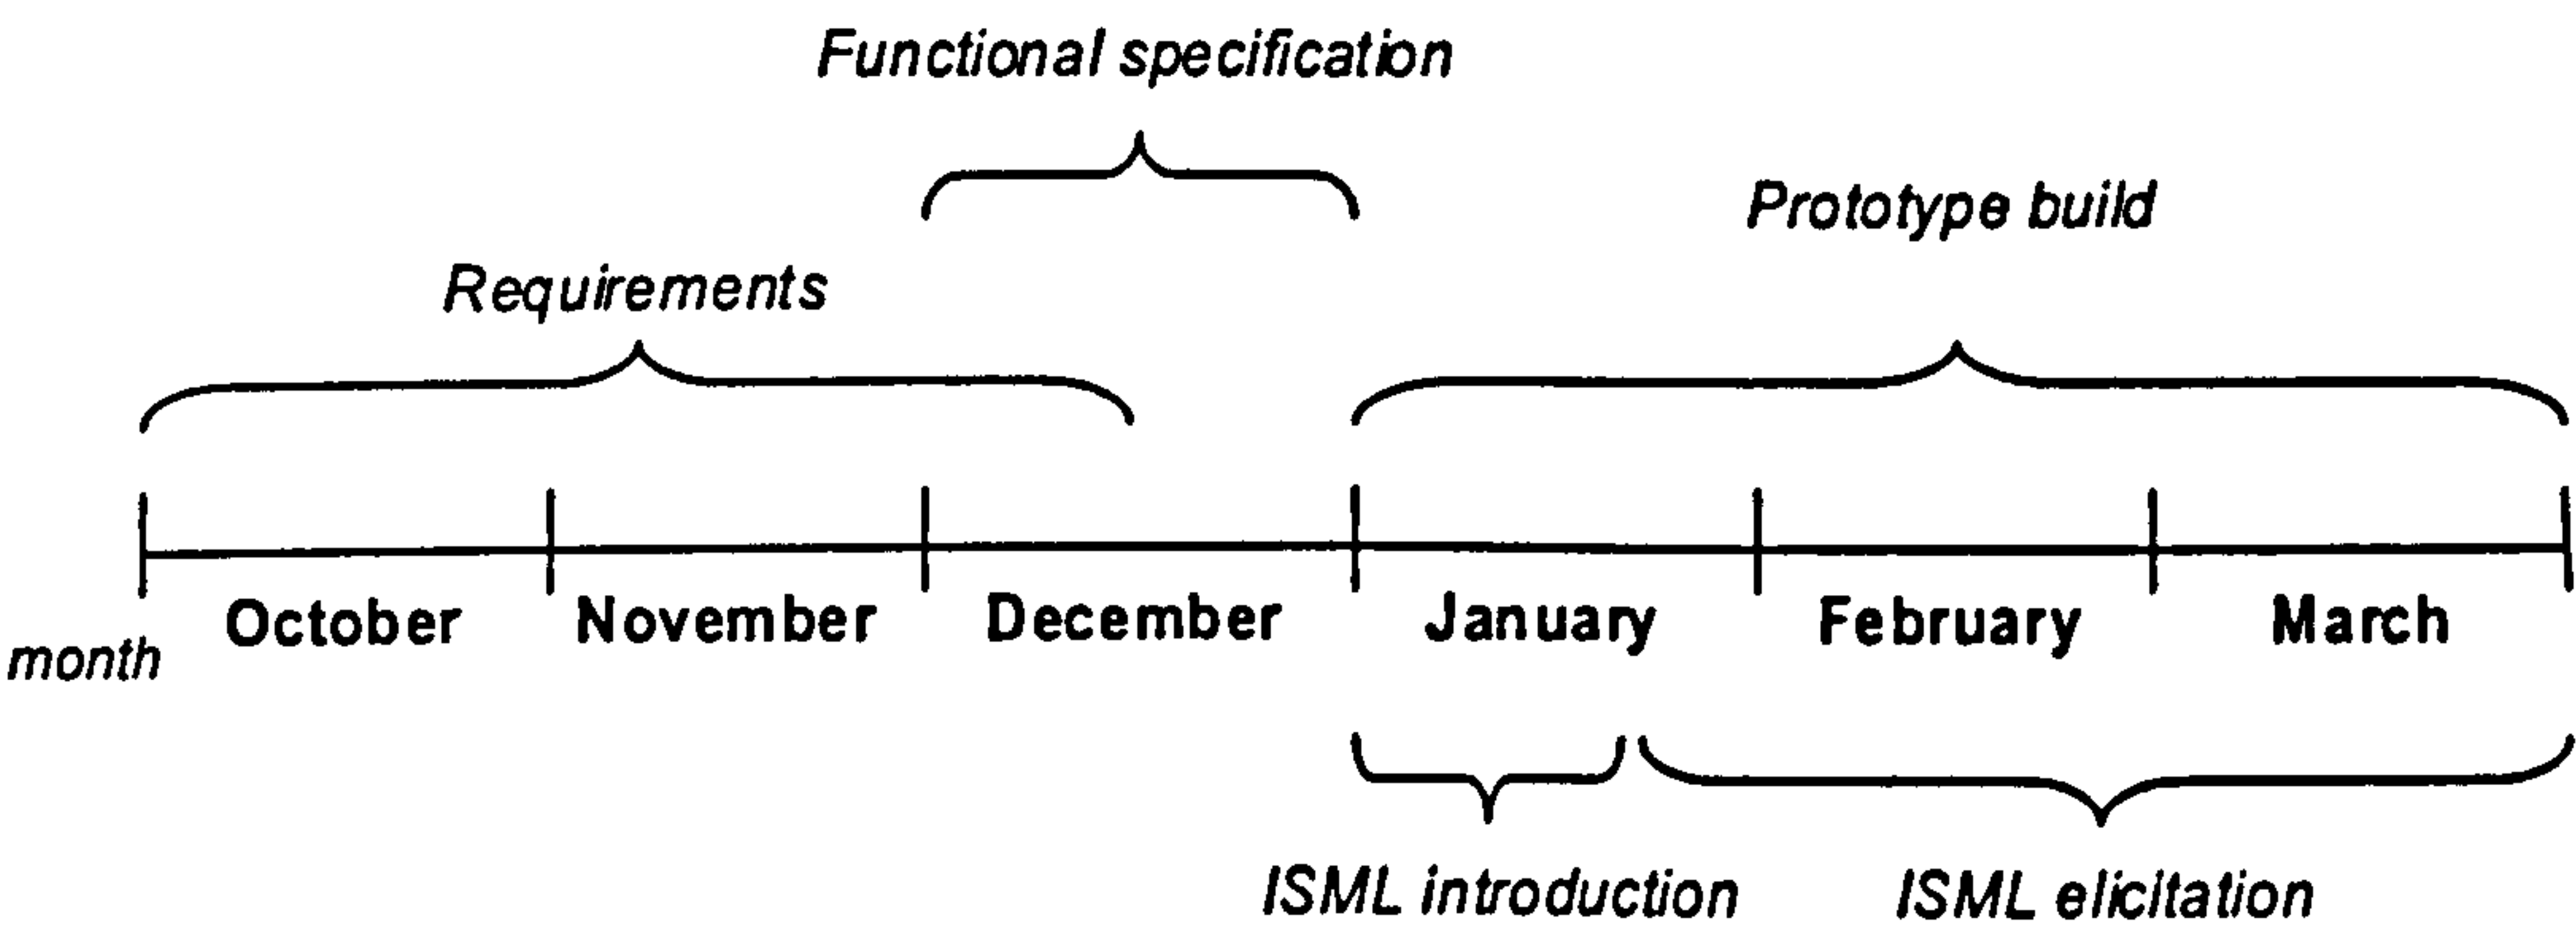 Functional specification
Prototype build
Requirements
October November December January February March
month
ISML introduction ISML elicitation